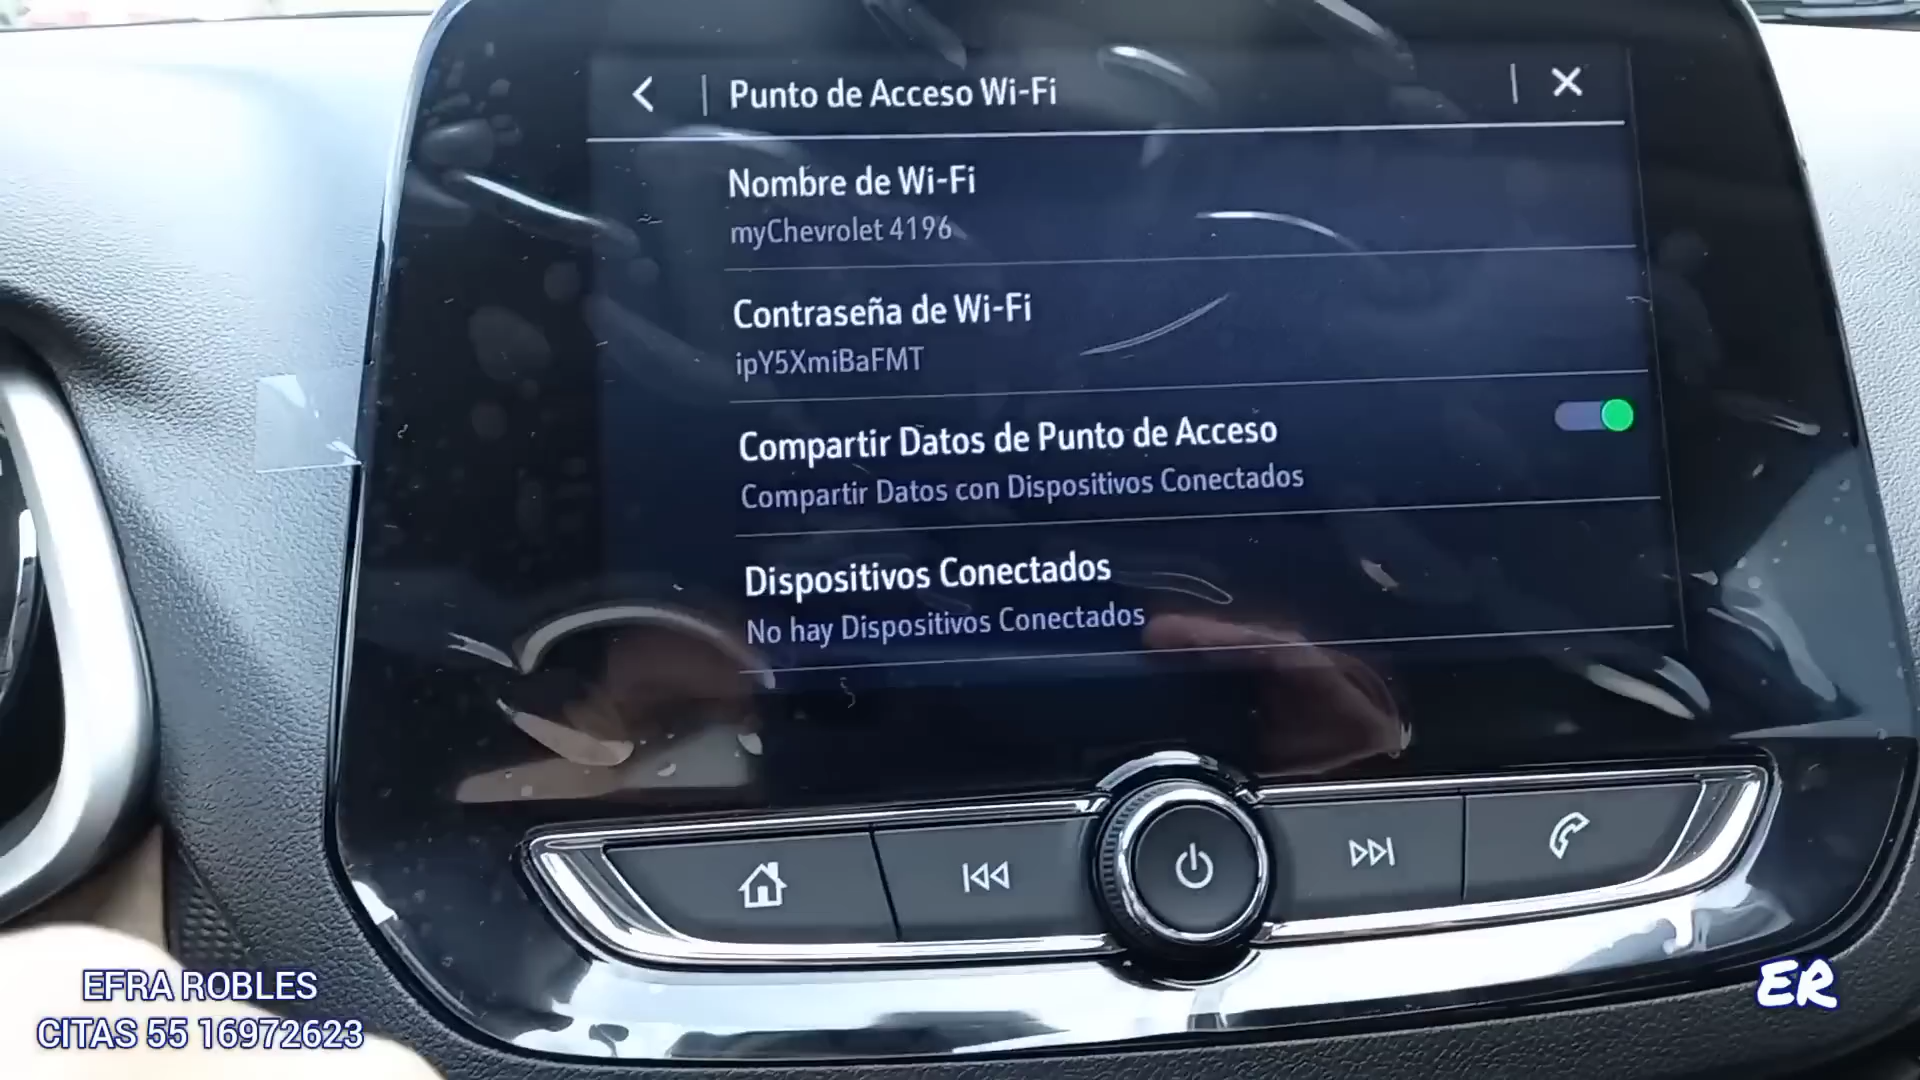 Punto de Acceso Wi-Fi
Nombre de Wi-Fi
myChevrolet 4196
Contraseña de Wi-Fi
ipY5XmiBaFMT
Compartir Datos de Punto de Acceso
Compartir Datos con Dispositivos Conectados
Dispositivos Conectados
No hay Dispositivos Conectados
EFRA ROBLES
CITAS 55 16972623
ER